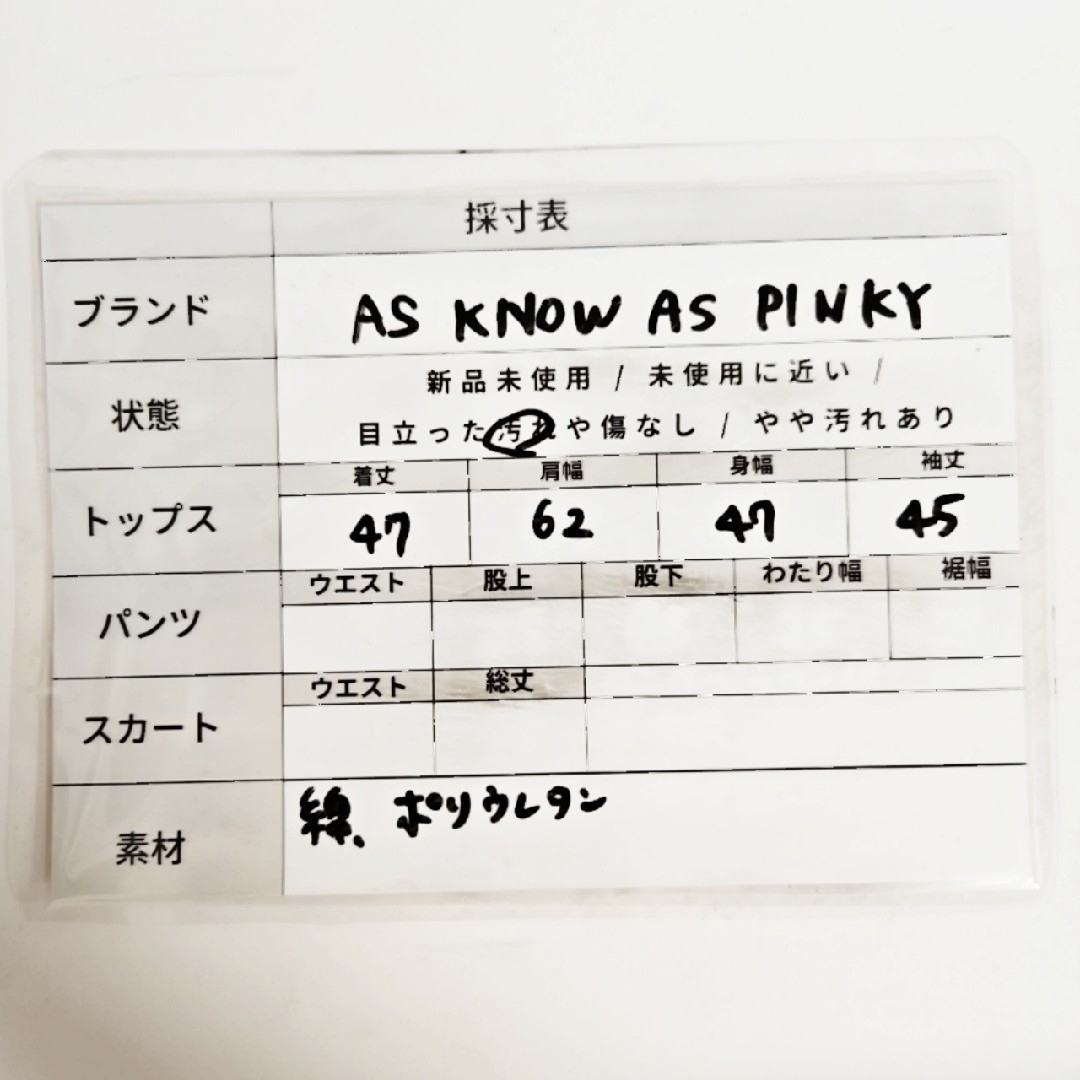 採寸表
ブランド AS KNOW AS PINKY
状態 新品未使用 / 未使用に近い /
目立った汚れや傷なし / やや汚れあり
着丈 肩幅 身幅 袖丈
トップス 47 62 47 45
ウエスト 股上 股下 わたり幅 裾幅
パンツ
ウエスト 総丈
スカート
素材 綿、ポリウレタン